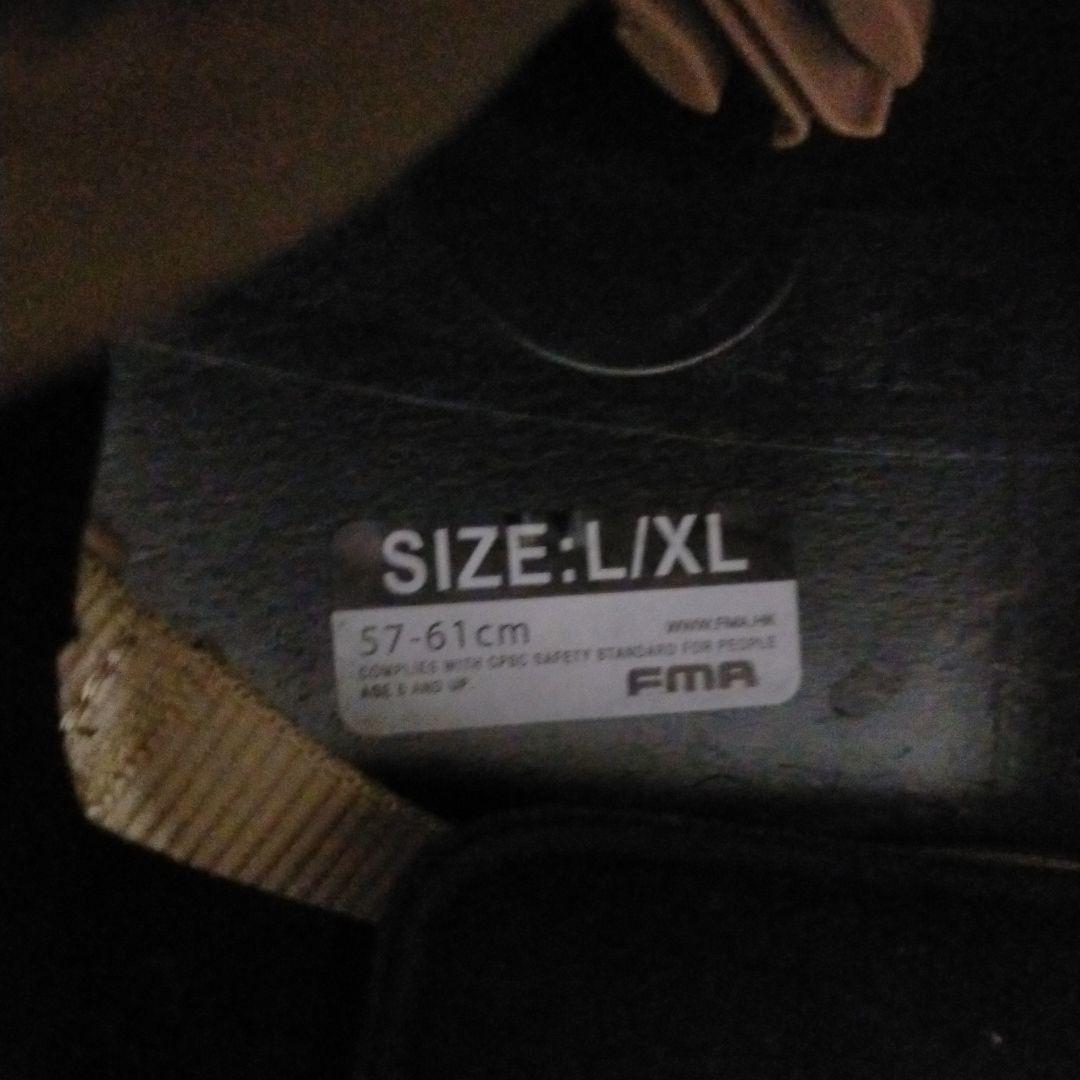 SIZE:L/XL
57-61cm
WWW.FMA.HK
COMPLIES WITH CPSC SAFETY STANDARD FOR PEOPLE
AGE 5 AND UP
FMA